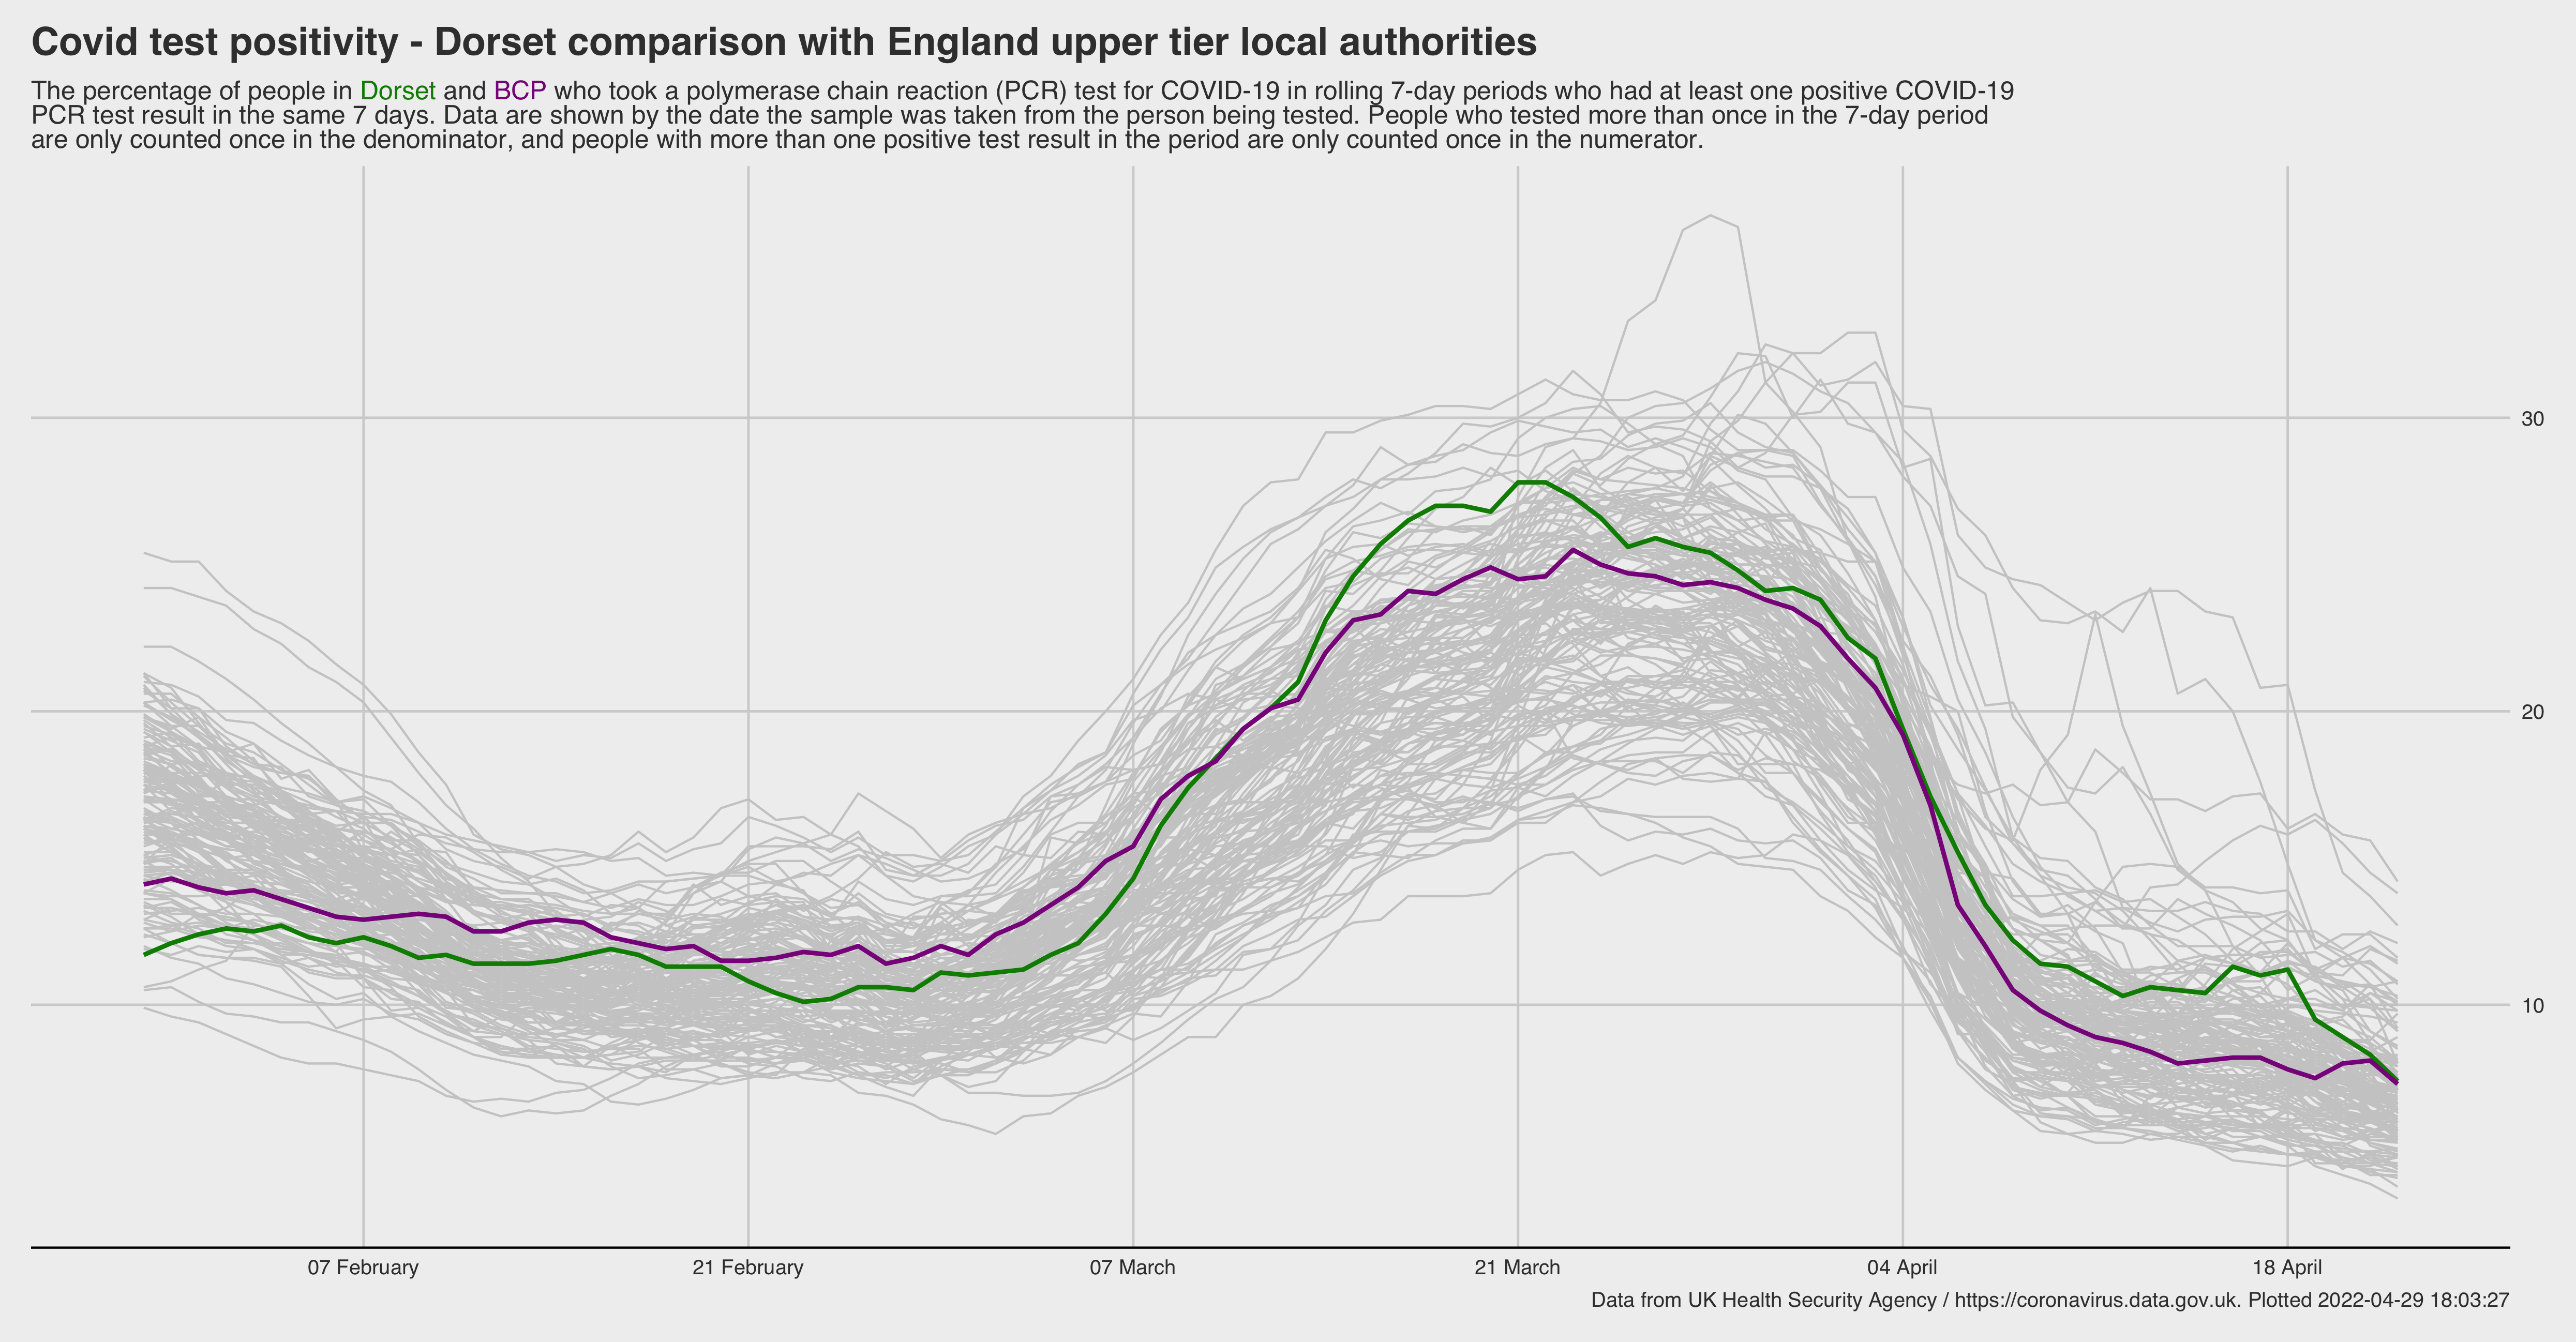 Covid test positivity - Dorset comparison with England upper tier local authorities
The percentage of people in Dorset and BCP who took a polymerase chain reaction (PCR) test for COVID-19 in rolling 7-day periods who had at least one positive COVID-19
PCR test result in the same 7 days. Data are shown by the date the sample was taken from the person being tested. People who tested more than once in the 7-day period
are only counted once in the denominator, and people with more than one positive test result in the period are only counted once in the numerator.
30
20
10
07 February 21 February 07 March 21 March 04 April 18 April
Data from UK Health Security Agency / https://coronavirus.data.gov.uk. Plotted 2022-04-29 18:03:27